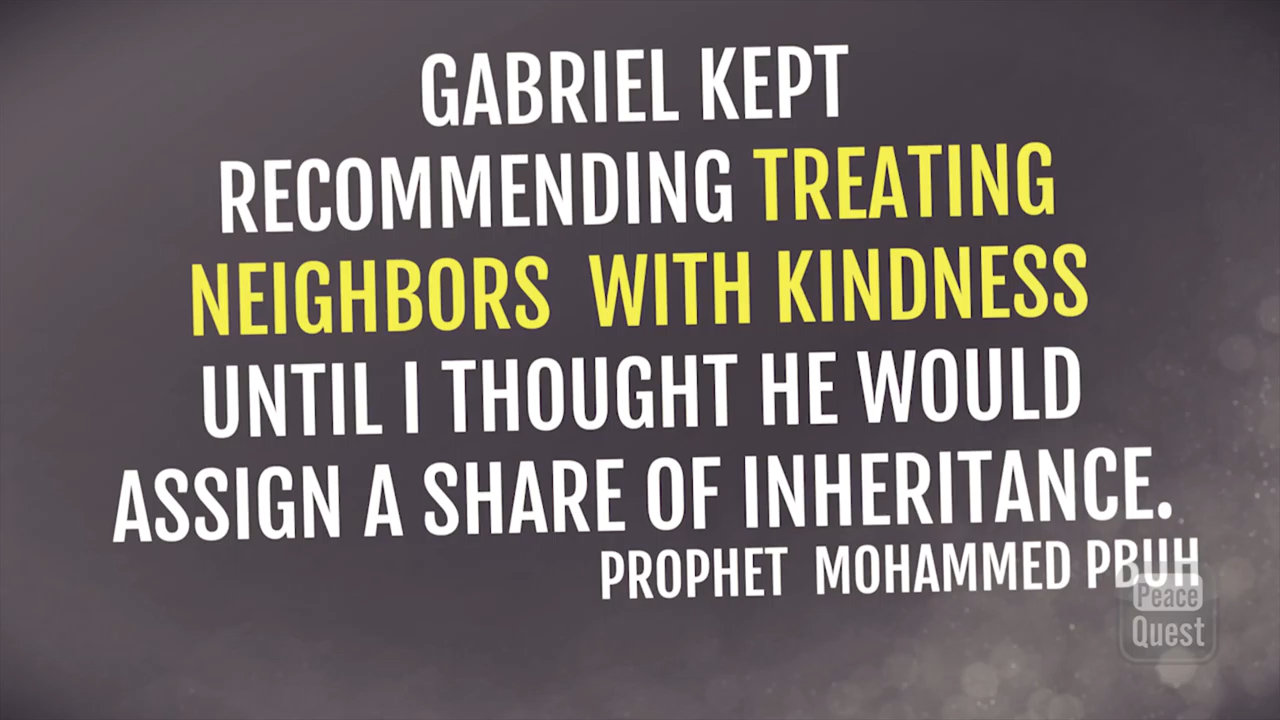 GABRIEL KEPT
RECOMMENDING TREATING
NEIGHBORS WITH KINDNESS
UNTIL I THOUGHT HE WOULD
ASSIGN A SHARE OF INHERITANCE.
PROPHET MOHAMMED PBUH
Peace
Quest